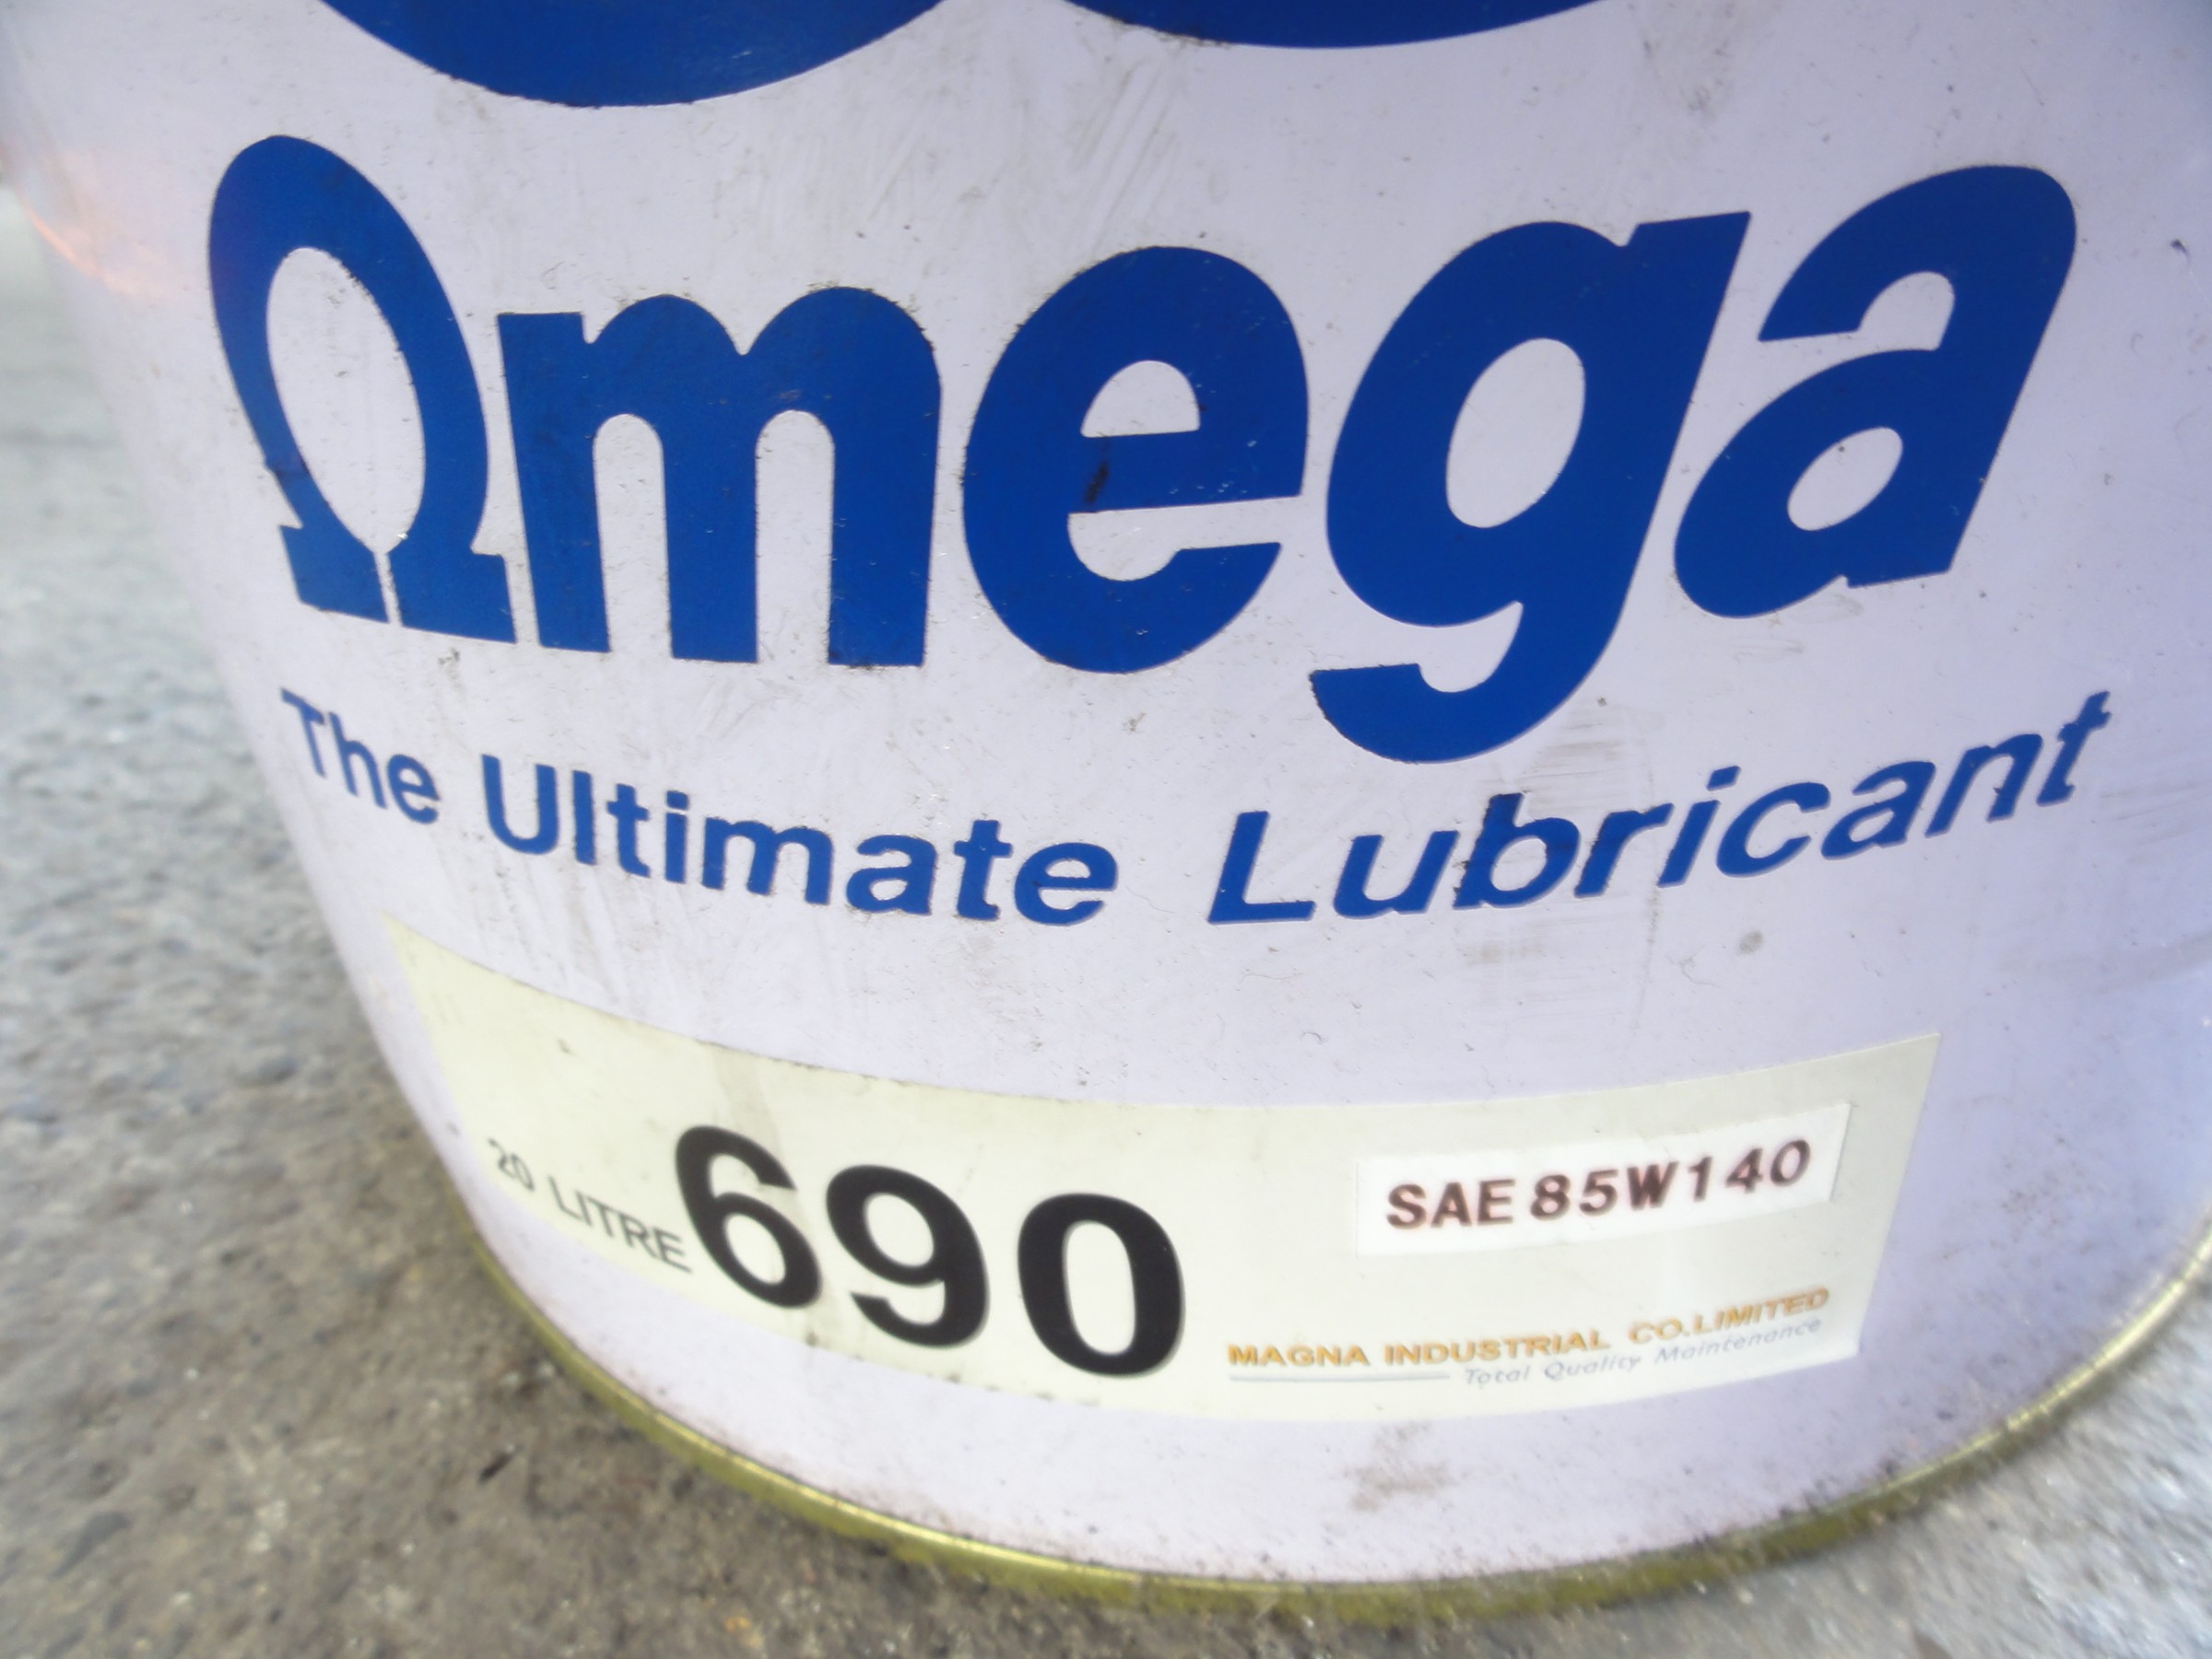 Ωmega
The Ultimate Lubricant
20 LITRE 690
SAE 85W140
MAGNA INDUSTRIAL CO.LIMITED
Total Quality Maintenance